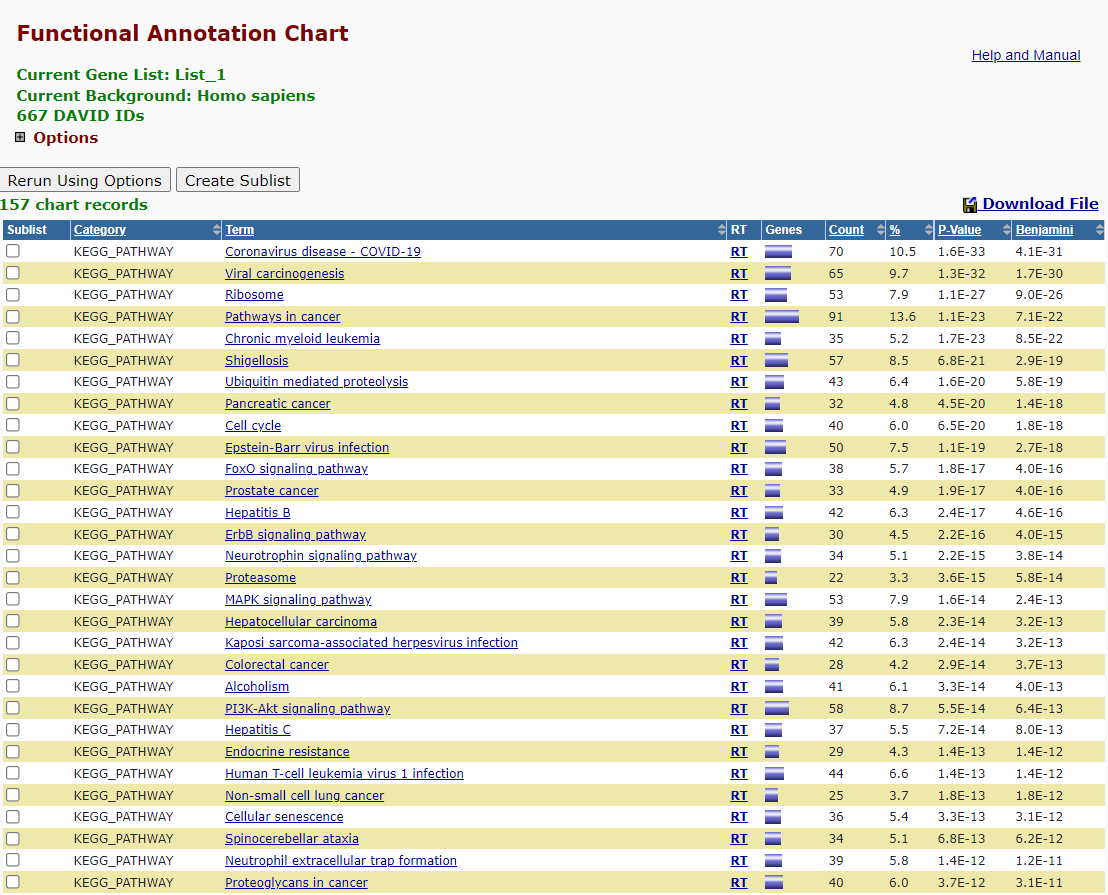 Functional Annotation Chart
Help and Manual
Current Gene List: List_1
Current Background: Homo sapiens
667 DAVID IDs
Options
Rerun Using Options Create Sublist
157 chart records Download File
Sublist Category Term RT Genes Count % P-Value Benjamini
KEGG_PATHWAY Coronavirus disease - COVID-19 RT 70 10.5 1.6E-33 4.1E-31
KEGG_PATHWAY Viral carcinogenesis RT 65 9.7 1.3E-32 1.7E-30
KEGG_PATHWAY Ribosome RT 53 7.9 1.1E-27 9.0E-26
KEGG_PATHWAY Pathways in cancer RT 91 13.6 1.1E-23 7.1E-22
KEGG_PATHWAY Chronic myeloid leukemia RT 35 5.2 1.7E-23 8.5E-22
KEGG_PATHWAY Shigellosis RT 57 8.5 6.8E-21 2.9E-19
KEGG_PATHWAY Ubiquitin mediated proteolysis RT 43 6.4 1.6E-20 5.8E-19
KEGG_PATHWAY Pancreatic cancer RT 32 4.8 4.5E-20 1.4E-18
KEGG_PATHWAY Cell cycle RT 40 6.0 6.5E-20 1.8E-18
KEGG_PATHWAY Epstein-Barr virus infection RT 50 7.5 1.1E-19 2.7E-18
KEGG_PATHWAY FoxO signaling pathway RT 38 5.7 1.8E-17 4.0E-16
KEGG_PATHWAY Prostate cancer RT 33 4.9 1.9E-17 4.0E-16
KEGG_PATHWAY Hepatitis B RT 42 6.3 2.4E-17 4.6E-16
KEGG_PATHWAY ErbB signaling pathway RT 30 4.5 2.2E-16 4.0E-15
KEGG_PATHWAY Neurotrophin signaling pathway RT 34 5.1 2.2E-15 3.8E-14
KEGG_PATHWAY Proteasome RT 22 3.3 3.6E-15 5.8E-14
KEGG_PATHWAY MAPK signaling pathway RT 53 7.9 1.6E-14 2.4E-13
KEGG_PATHWAY Hepatocellular carcinoma RT 39 5.8 2.3E-14 3.2E-13
KEGG_PATHWAY Kaposi sarcoma-associated herpesvirus infection RT 42 6.3 2.4E-14 3.2E-13
KEGG_PATHWAY Colorectal cancer RT 28 4.2 2.9E-14 3.7E-13
KEGG_PATHWAY Alcoholism RT 41 6.1 3.3E-14 4.0E-13
KEGG_PATHWAY PI3K-Akt signaling pathway RT 58 8.7 5.5E-14 6.4E-13
KEGG_PATHWAY Hepatitis C RT 37 5.5 7.2E-14 8.0E-13
KEGG_PATHWAY Endocrine resistance RT 29 4.3 1.4E-13 1.4E-12
KEGG_PATHWAY Human T-cell leukemia virus 1 infection RT 44 6.6 1.4E-13 1.4E-12
KEGG_PATHWAY Non-small cell lung cancer RT 25 3.7 1.8E-13 1.8E-12
KEGG_PATHWAY Cellular senescence RT 36 5.4 3.3E-13 3.1E-12
KEGG_PATHWAY Spinocerebellar ataxia RT 34 5.1 6.8E-13 6.2E-12
KEGG_PATHWAY Neutrophil extracellular trap formation RT 39 5.8 1.4E-12 1.2E-11
KEGG_PATHWAY Proteoglycans in cancer RT 40 6.0 3.7E-12 3.1E-11